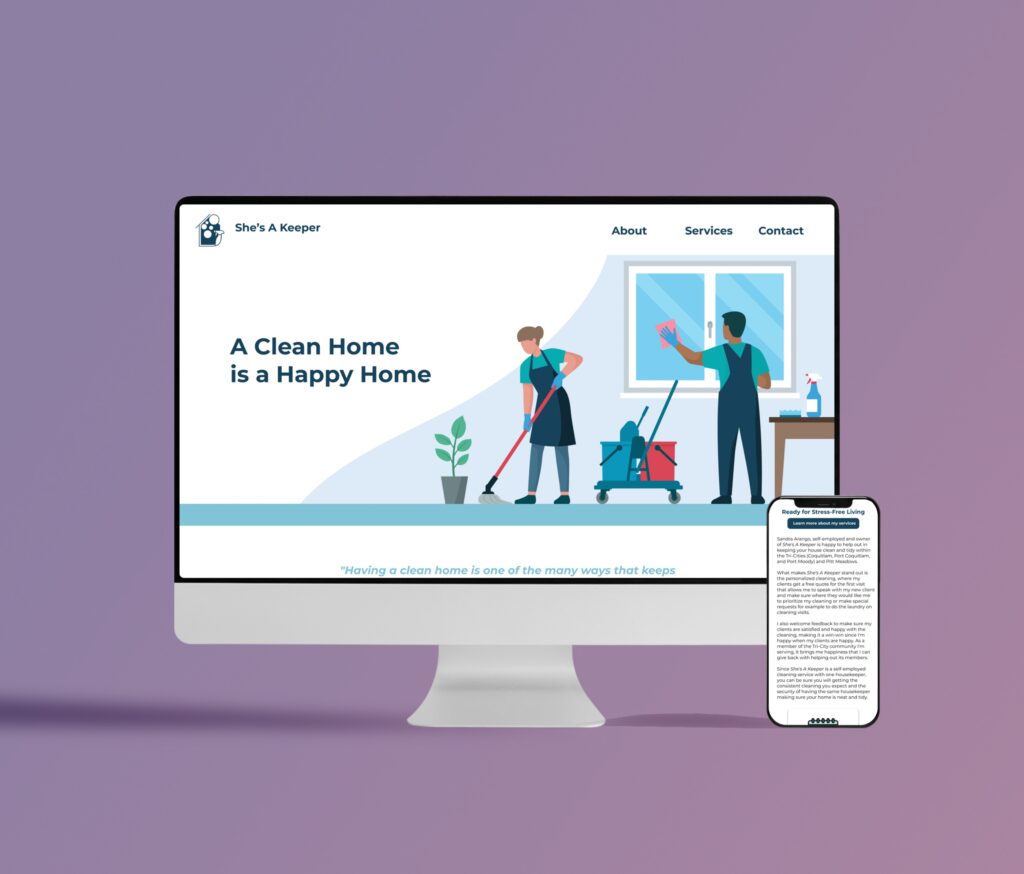 She's A Keeper
About Services Contact
A Clean Home
is a Happy Home
"Having a clean home is one of the many ways that keeps
Ready for Stress-Free Living
Learn more about my services
Sandra Arango, self-employed and owner
of She's A Keeper is happy to help out in
keeping your house clean and tidy within
the Tri-Cities (Coquitlam, Port Coquitlam,
and Port Moody) and Pitt Meadows.
What makes She's A Keeper stand out is
the personalized cleaning, where my
clients get a free quote for the first visit
that allows me to speak with my new client
and make sure where they would like me
to prioritize my cleaning or make special
requests for example to do the laundry on
cleaning visits.
I also welcome feedback to make sure my
clients are satisfied and happy with the
cleaning, making it a win-win since I'm
happy when my clients are happy. As a
member of the Tri-City community I'm
serving, it brings me happiness that I can
give back with helping out its members.
Since She's A Keeper is a self-employed
cleaning service with one housekeeper,
you can be sure you will getting the
consistent cleaning you expect and the
security of having the same housekeeper
making sure your home is neat and tidy.